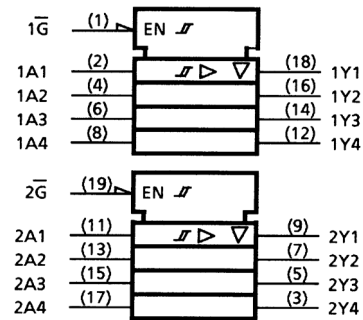 1G̅ (1) EN
1A1 (2) (18) 1Y1
1A2 (4) (16) 1Y2
1A3 (6) (14) 1Y3
1A4 (8) (12) 1Y4
2G̅ (19) EN
2A1 (11) (9) 2Y1
2A2 (13) (7) 2Y2
2A3 (15) (5) 2Y3
2A4 (17) (3) 2Y4